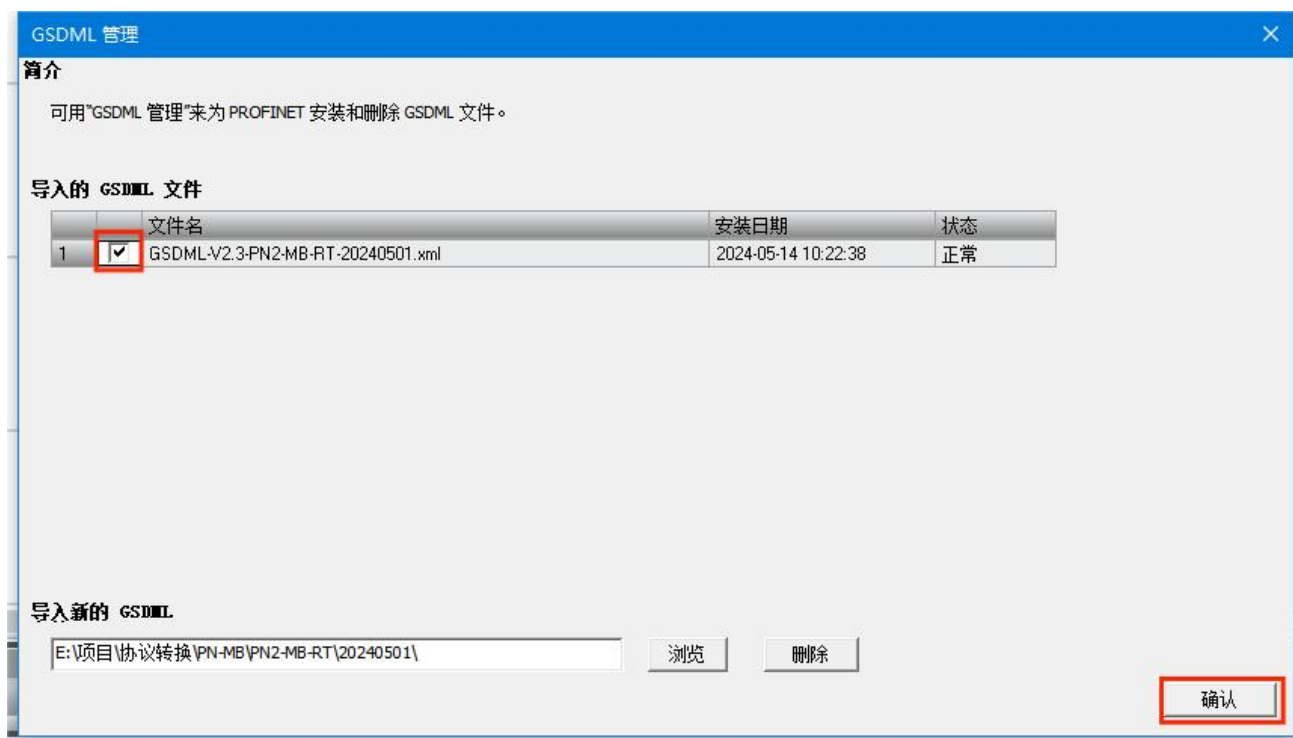 GSDML 管理
简介
可用“GSDML 管理”来为 PROFINET 安装和删除 GSDML 文件。
导入的 GSDML 文件
文件名 安装日期 状态
1 GSDML-V2.3-PN2-MB-RT-20240501.xml 2024-05-14 10:22:38 正常
导入新的 GSDML
E:\项目\协议转换\PN-MB\PN2-MB-RT\20240501\ 浏览 删除
确认